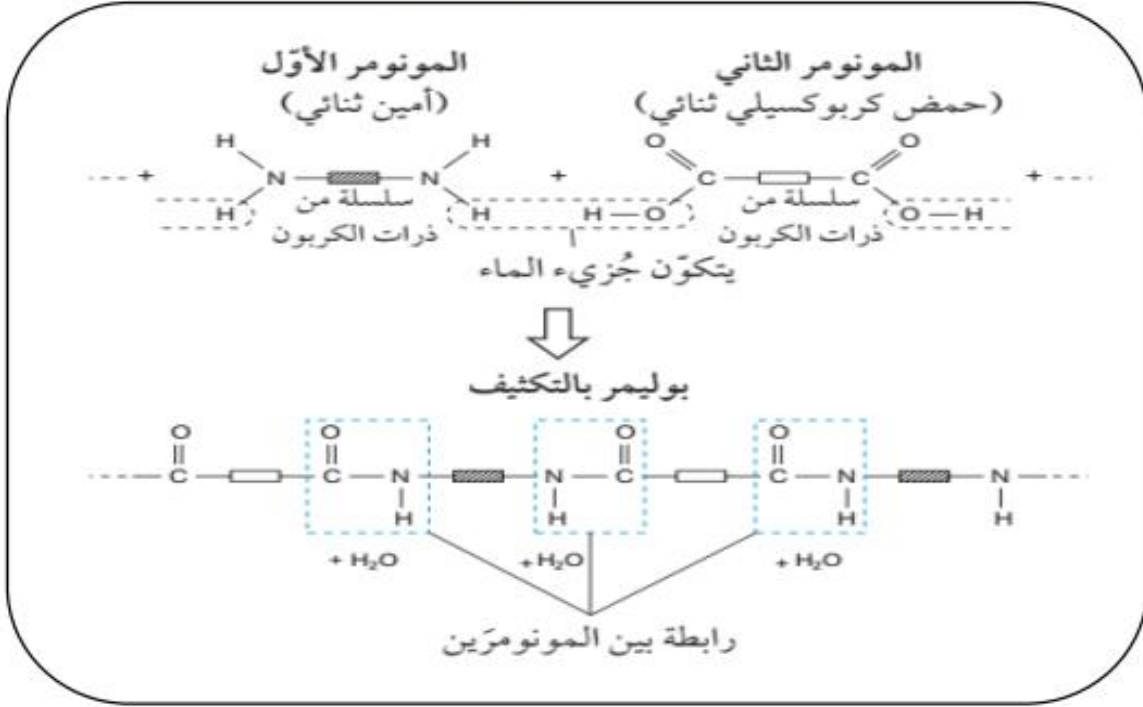 المونومر الأوّل
(أمين ثنائي)
المونومر الثاني
(حمض كربوكسيلي ثنائي)
H H O O
--- + N N + C C + ---
H سلسلة من H H — O سلسلة من O — H
ذرات الكربون ذرات الكربون
يتكوّن جُزيء الماء
بوليمر بالتكثيف
O O O O
--- C C N N C C N N ---
H H H H
+ H₂O + H₂O + H₂O
رابطة بين المونومرَين